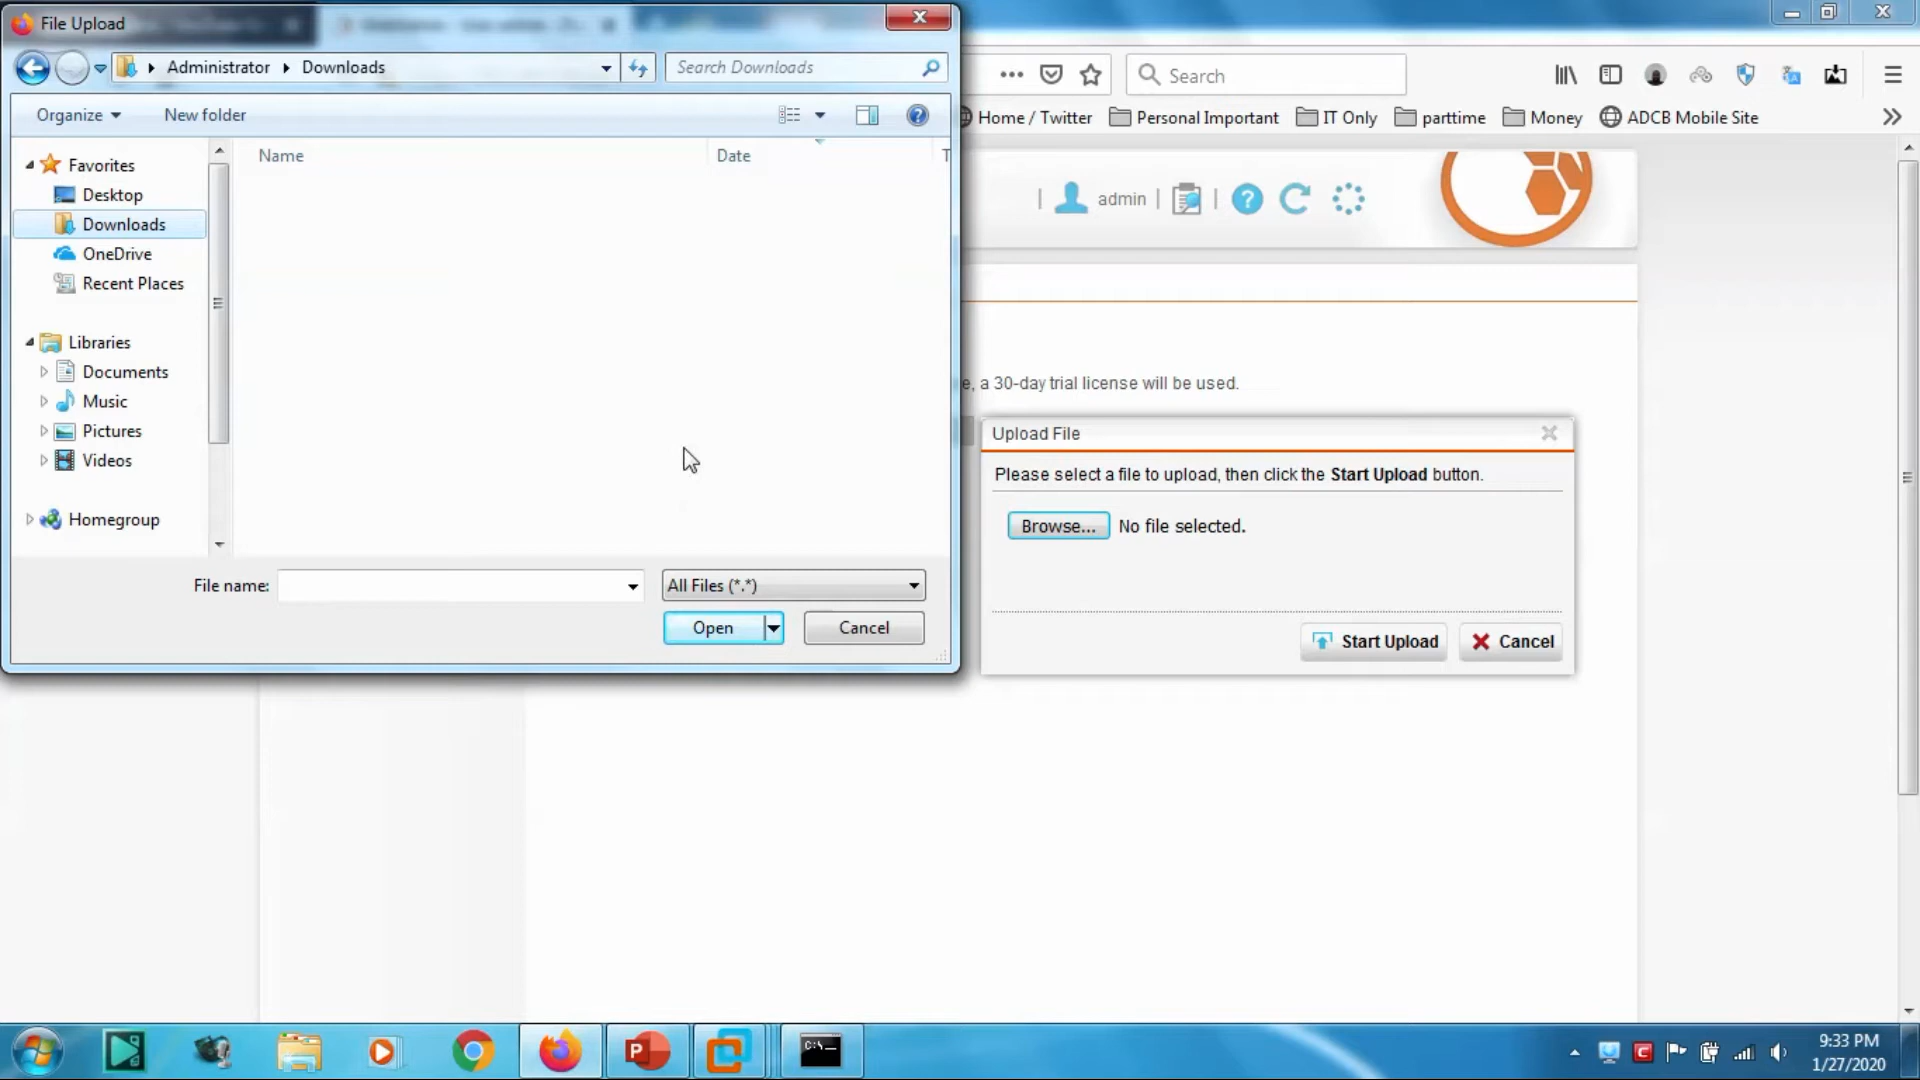 File Upload
Administrator
Downloads
Search Downloads
Search
Organize
New folder
Home / Twitter
Personal Important
IT Only
parttime
Money
ADCB Mobile Site
Favorites
Desktop
Downloads
OneDrive
Recent Places
Libraries
Documents
Music
Pictures
Videos
Homegroup
Name
Date
T
File name:
All Files (*.*)
Open
Cancel
admin
e, a 30-day trial license will be used.
Upload File
Please select a file to upload, then click the Start Upload button.
Browse...
No file selected.
Start Upload
Cancel
C:\
9:33 PM
1/27/2020